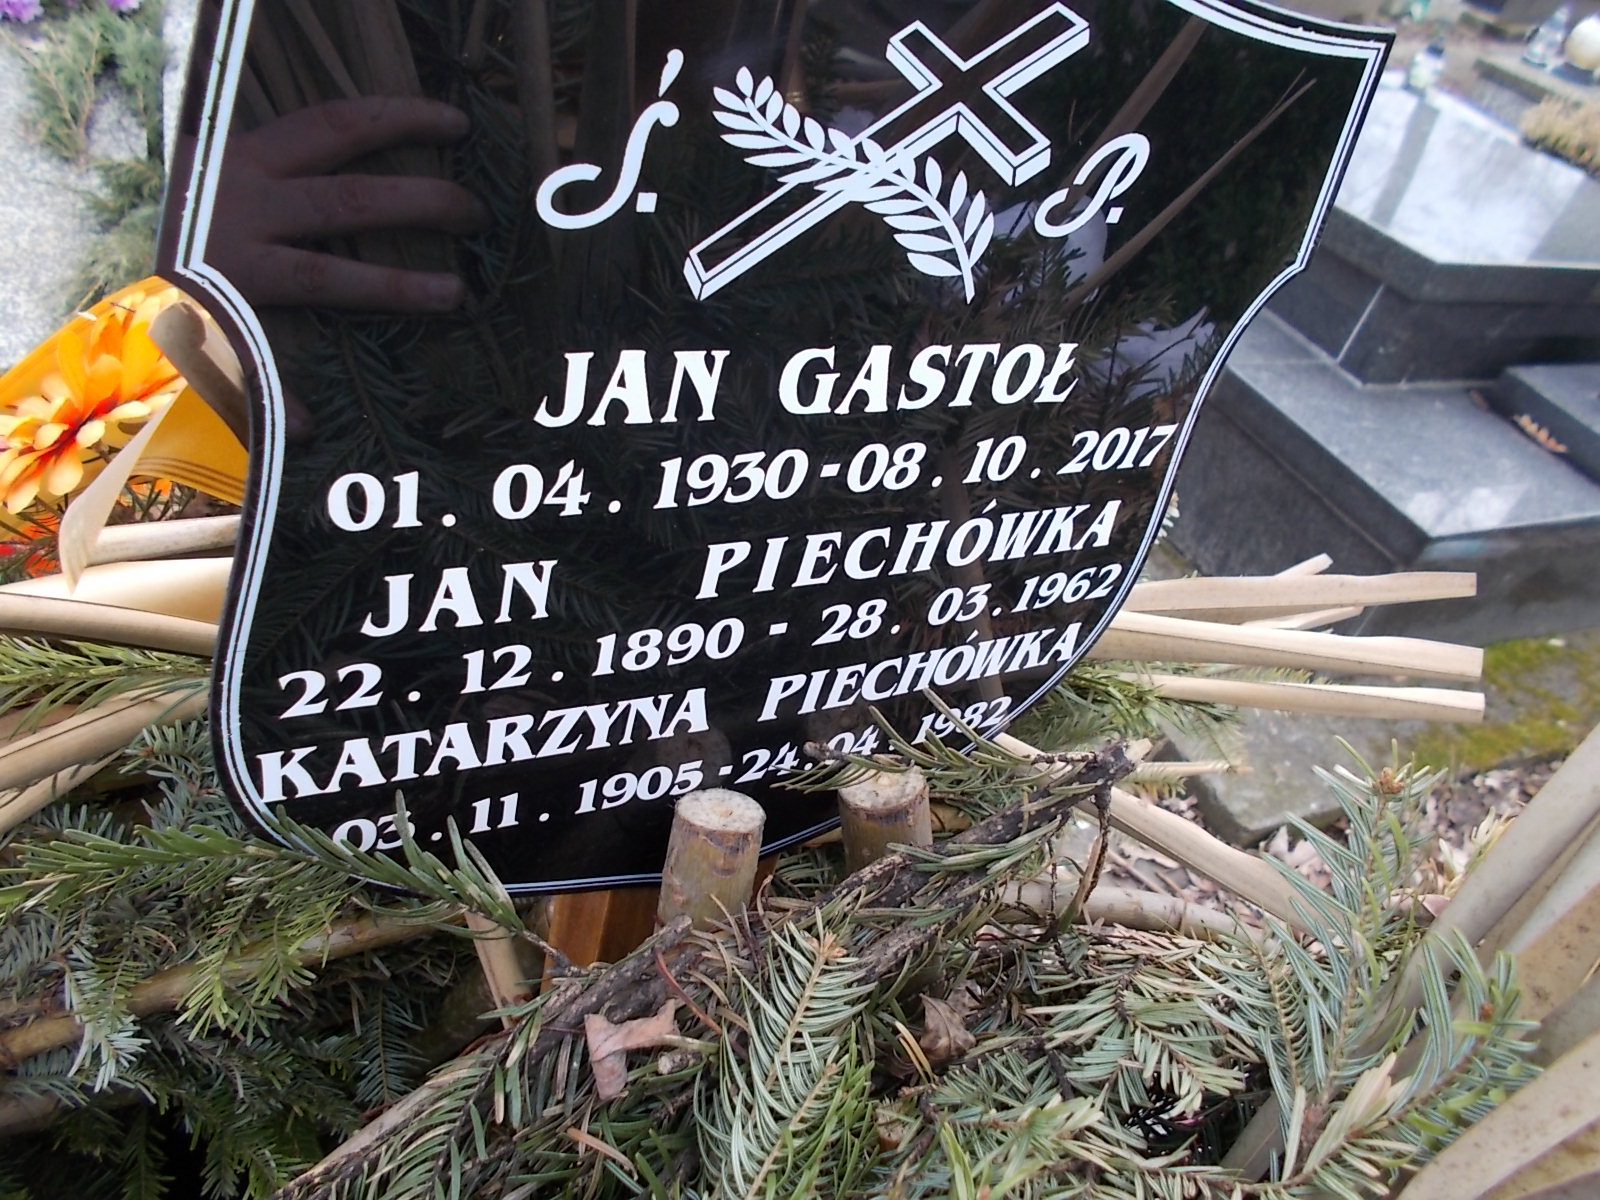 Ś. P.
JAN GASTOŁ
01. 04. 1930 - 08. 10. 2017
JAN PIECHÓWKA
22. 12. 1890 - 28. 03. 1962
KATARZYNA PIECHÓWKA
03. 11. 1905 - 24. 04. 1982